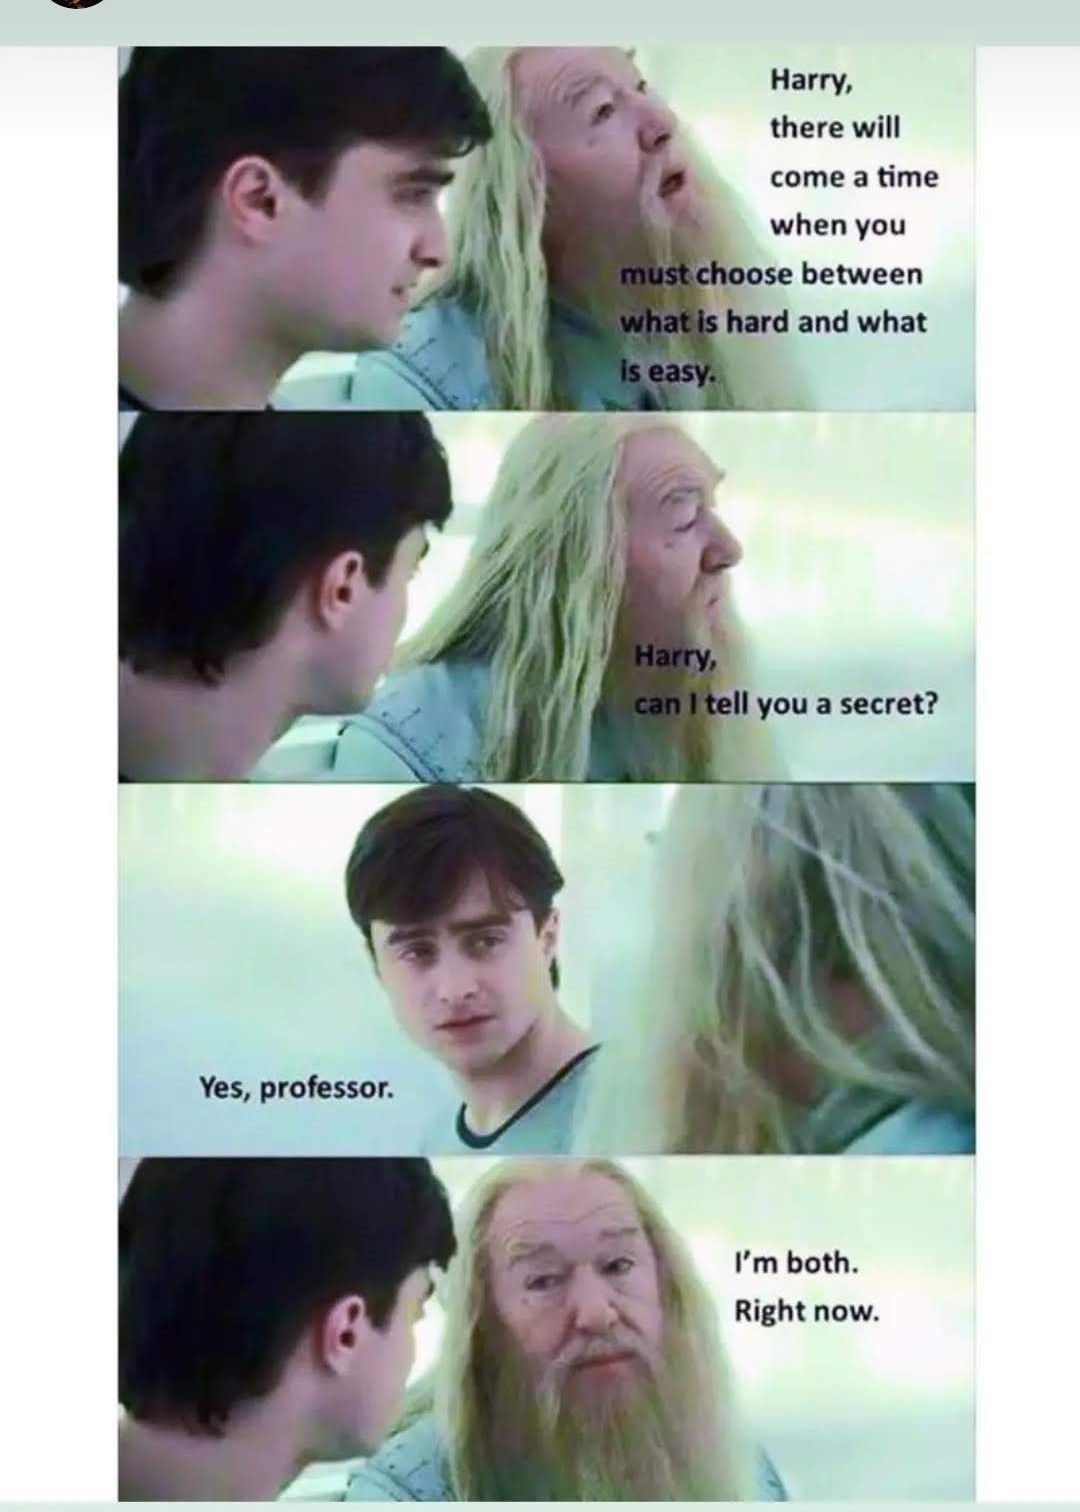 Harry,
there will
come a time
when you
must choose between
what is hard and what
is easy.
Harry,
can I tell you a secret?
Yes, professor.
I'm both.
Right now.